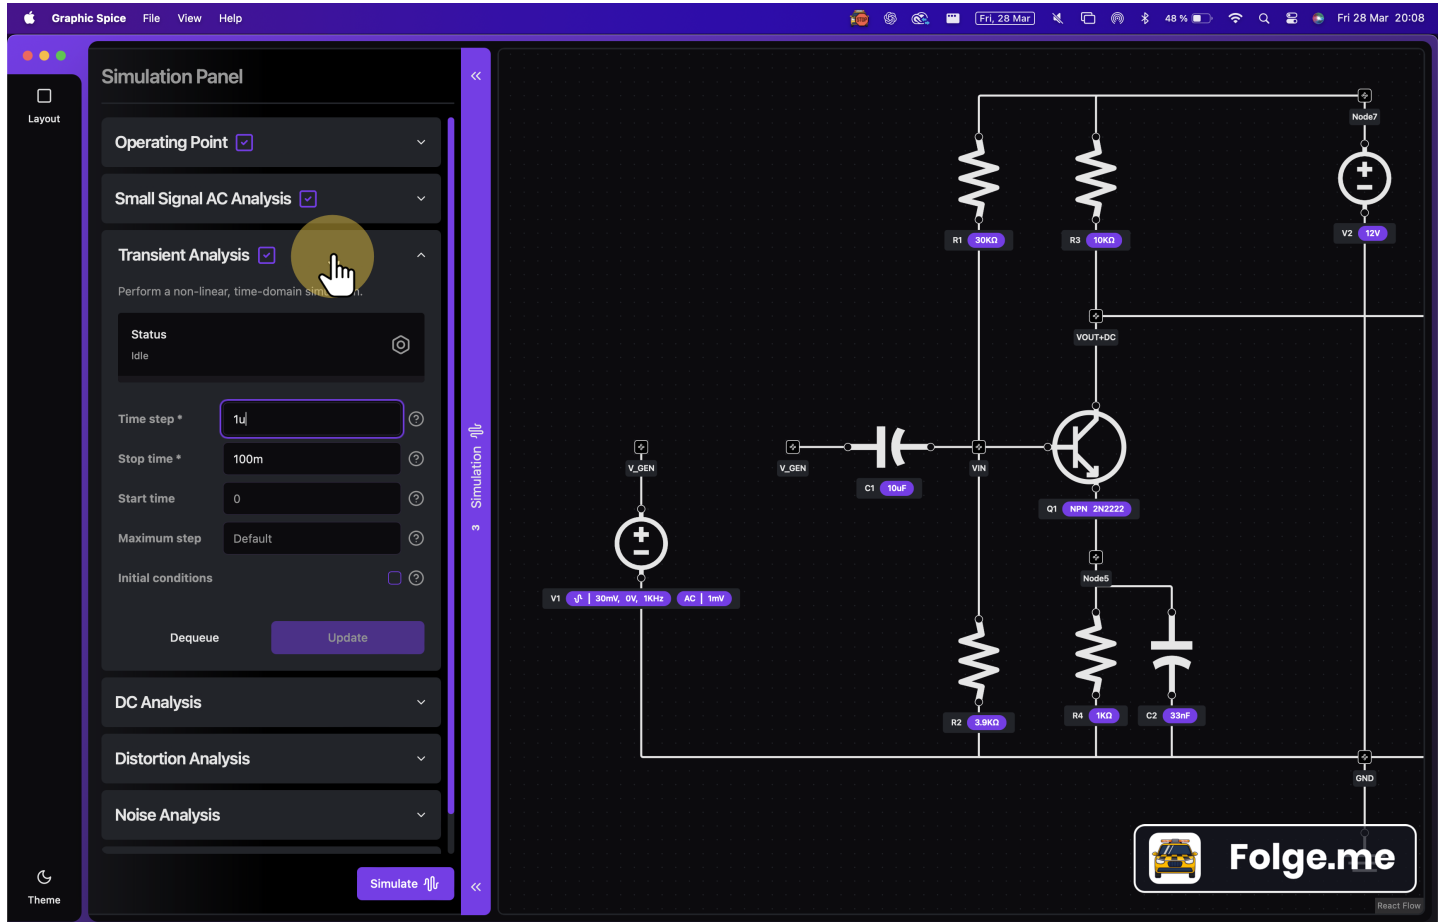 Graphic Spice File View Help
STOP
Fri, 28 Mar
48 %
Fri 28 Mar 20:08
Layout
Simulation Panel
Operating Point
Small Signal AC Analysis
Transient Analysis
Perform a non-linear, time-domain
Status
Idle
Time step *
1u
Stop time *
100m
Start time
0
Maximum step
Default
Initial conditions
Dequeue
Update
DC Analysis
Distortion Analysis
Noise Analysis
Simulate
Theme
Simulation
3
Node7
V2 12V
R1 30KΩ
R3 10KΩ
VOUT+DC
V_GEN
V_GEN
VIN
C1 10uF
Q1 NPN 2N2222
Node5
V1 30mV, 0V, 1KHz AC 1mV
R2 3.9KΩ
R4 1KΩ
C2 33nF
GND
Folge.me
React Flow